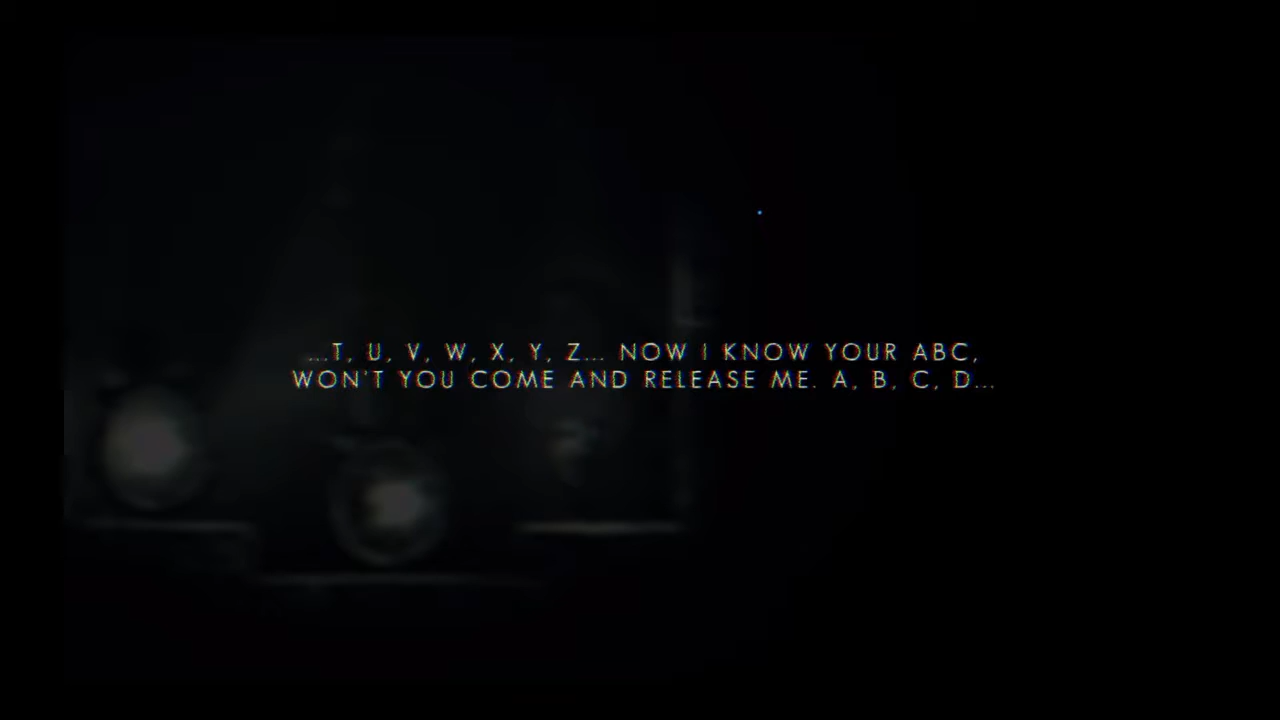 ...T, U, V, W, X, Y, Z... NOW I KNOW YOUR ABC,
WON'T YOU COME AND RELEASE ME. A, B, C, D...